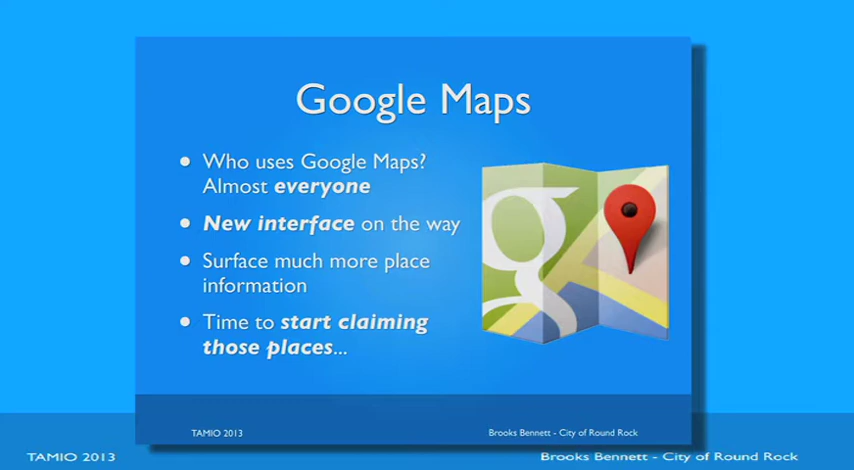 Google Maps
Who uses Google Maps?
Almost everyone
New interface on the way
Surface much more place
information
Time to start claiming
those places...
TAMIO 2013
Brooks Bennett - City of Round Rock
TAMIO 2013
Brooks Bennett - City of Round Rock